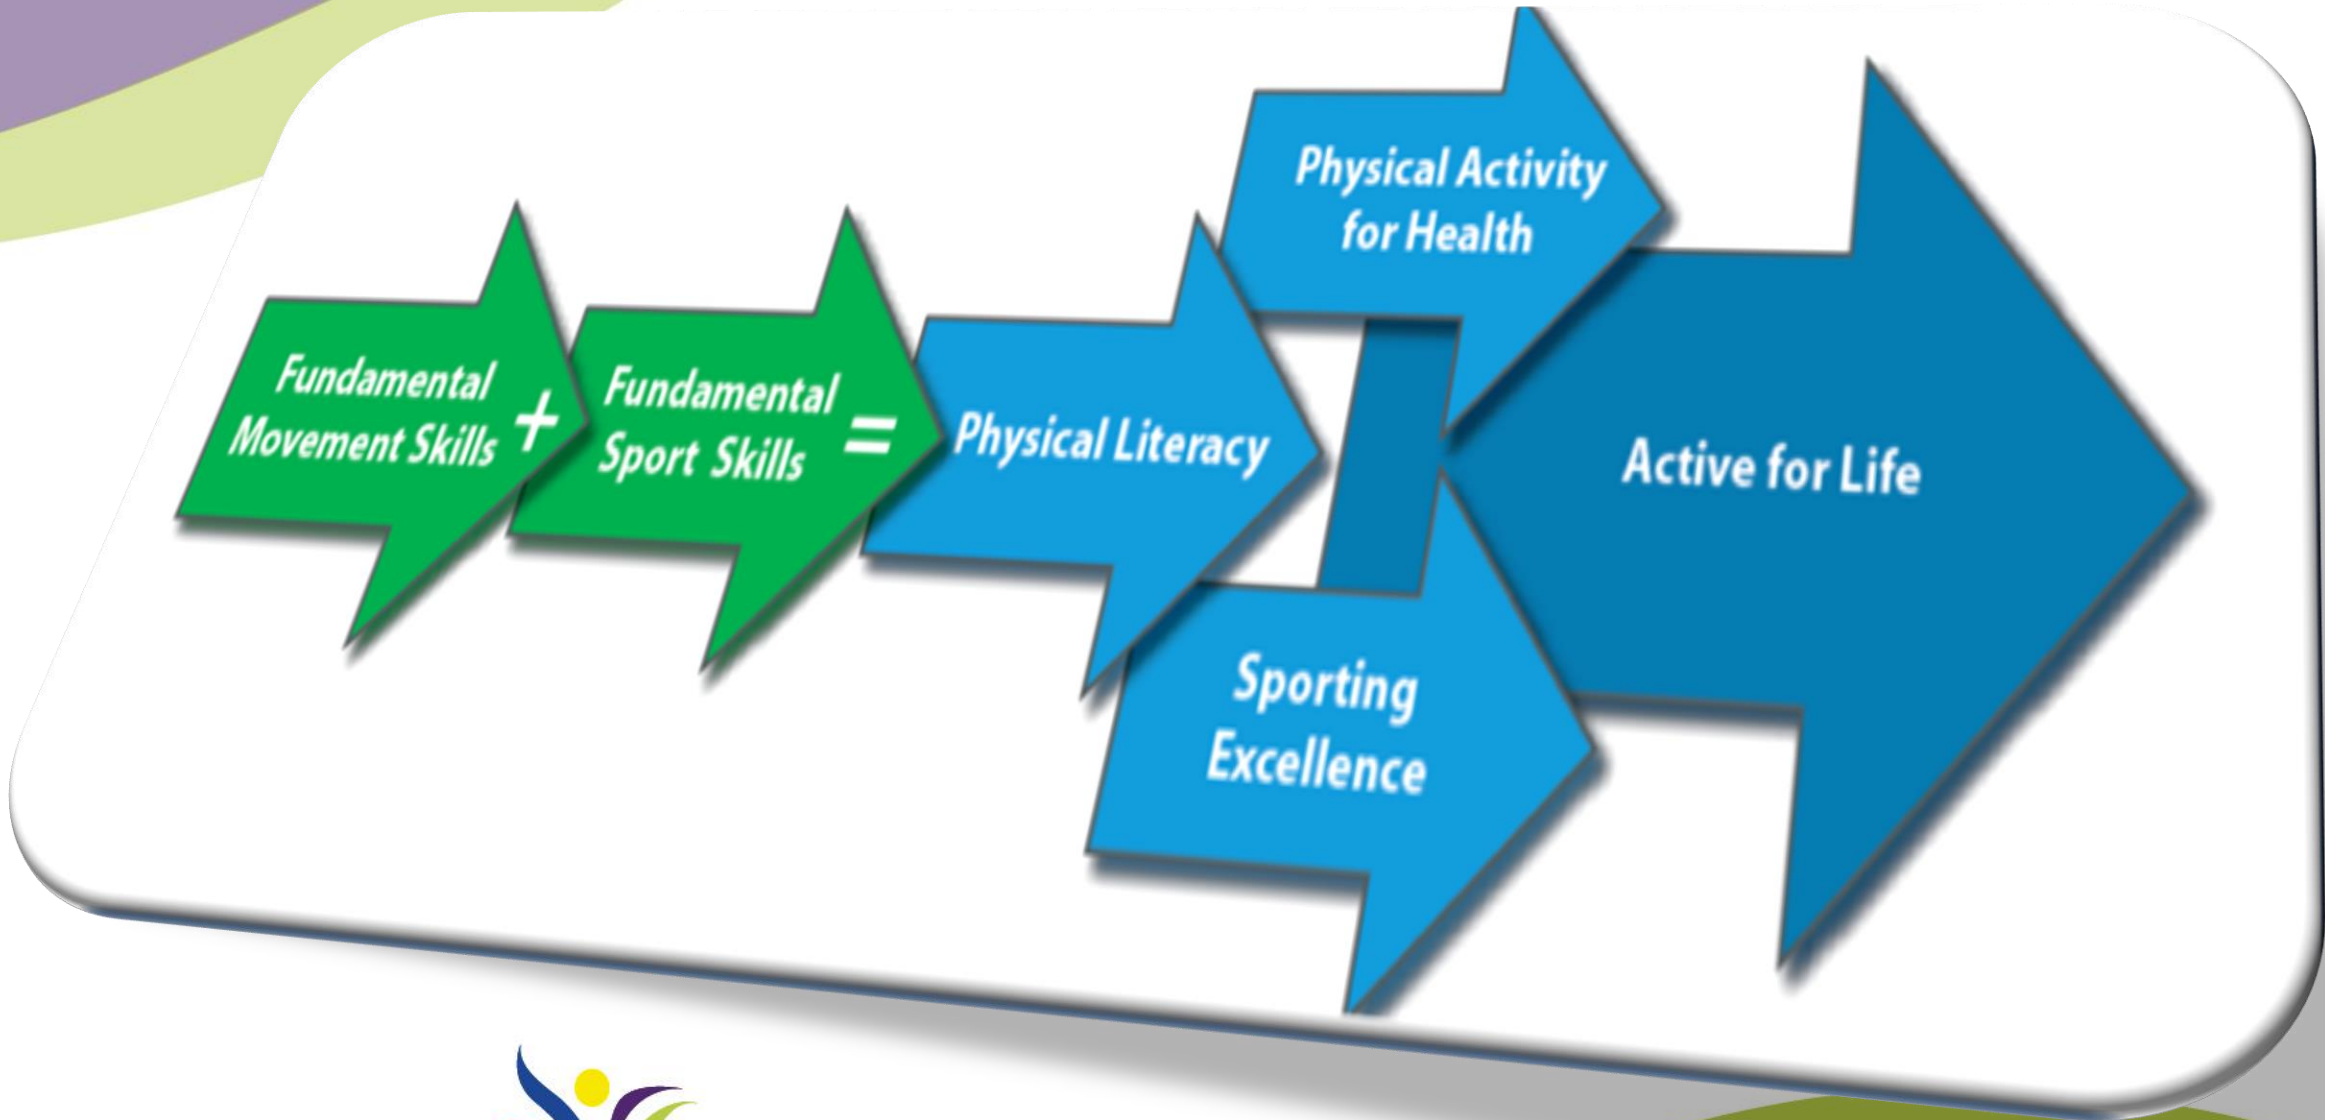 Fundamental
Movement Skills +
Fundamental
Sport Skills =
Physical Literacy
Physical Activity
for Health
Sporting
Excellence
Active for Life